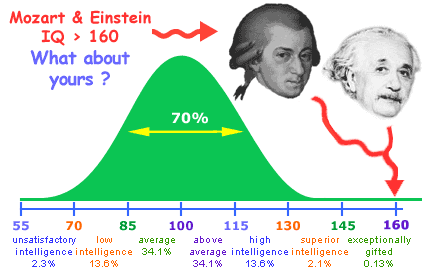 Mozart & Einstein
IQ > 160
What about
yours ?
70%
55 70 85 100 115 130 145 160
unsatisfactory low average above high superior exceptionally
intelligence intelligence 34.1% average intelligence intelligence gifted
2.3% 13.6% 34.1% 13.6% 2.1% 0.13%